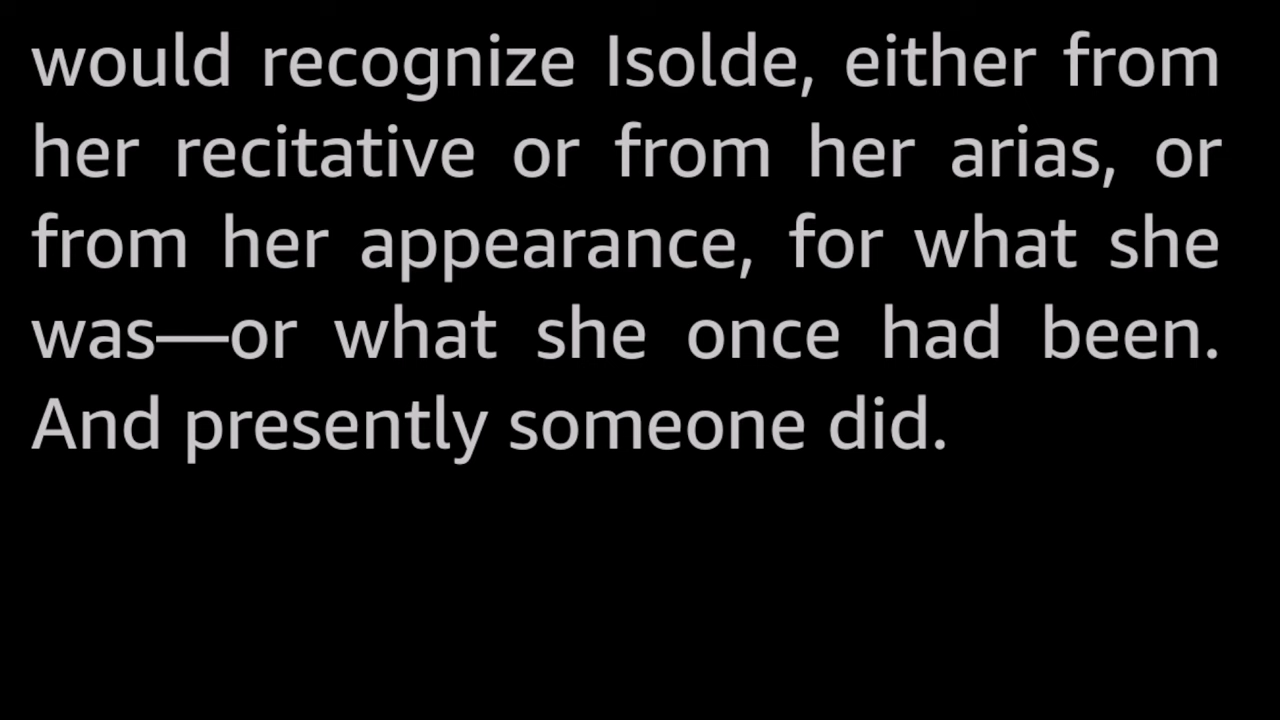 would recognize Isolde, either from
her recitative or from her arias, or
from her appearance, for what she
was—or what she once had been.
And presently someone did.